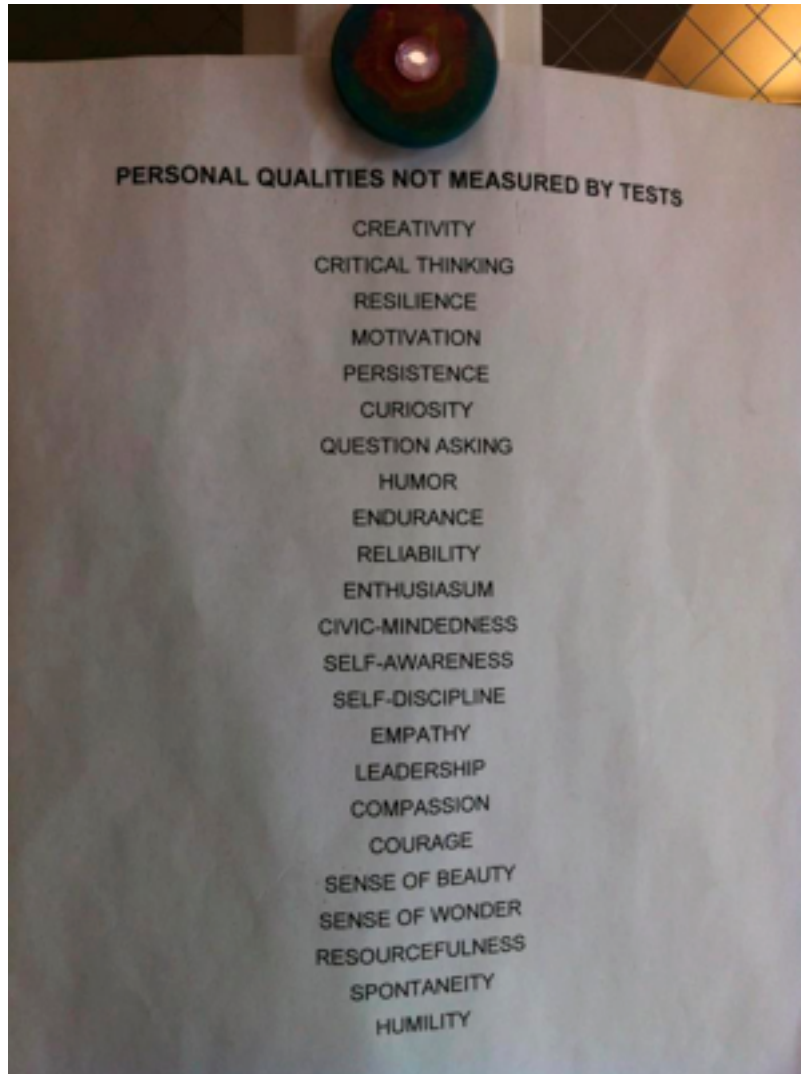 PERSONAL QUALITIES NOT MEASURED BY TESTS
CREATIVITY
CRITICAL THINKING
RESILIENCE
MOTIVATION
PERSISTENCE
CURIOSITY
QUESTION ASKING
HUMOR
ENDURANCE
RELIABILITY
ENTHUSIASUM
CIVIC-MINDEDNESS
SELF-AWARENESS
SELF-DISCIPLINE
EMPATHY
LEADERSHIP
COMPASSION
COURAGE
SENSE OF BEAUTY
SENSE OF WONDER
RESOURCEFULNESS
SPONTANEITY
HUMILITY